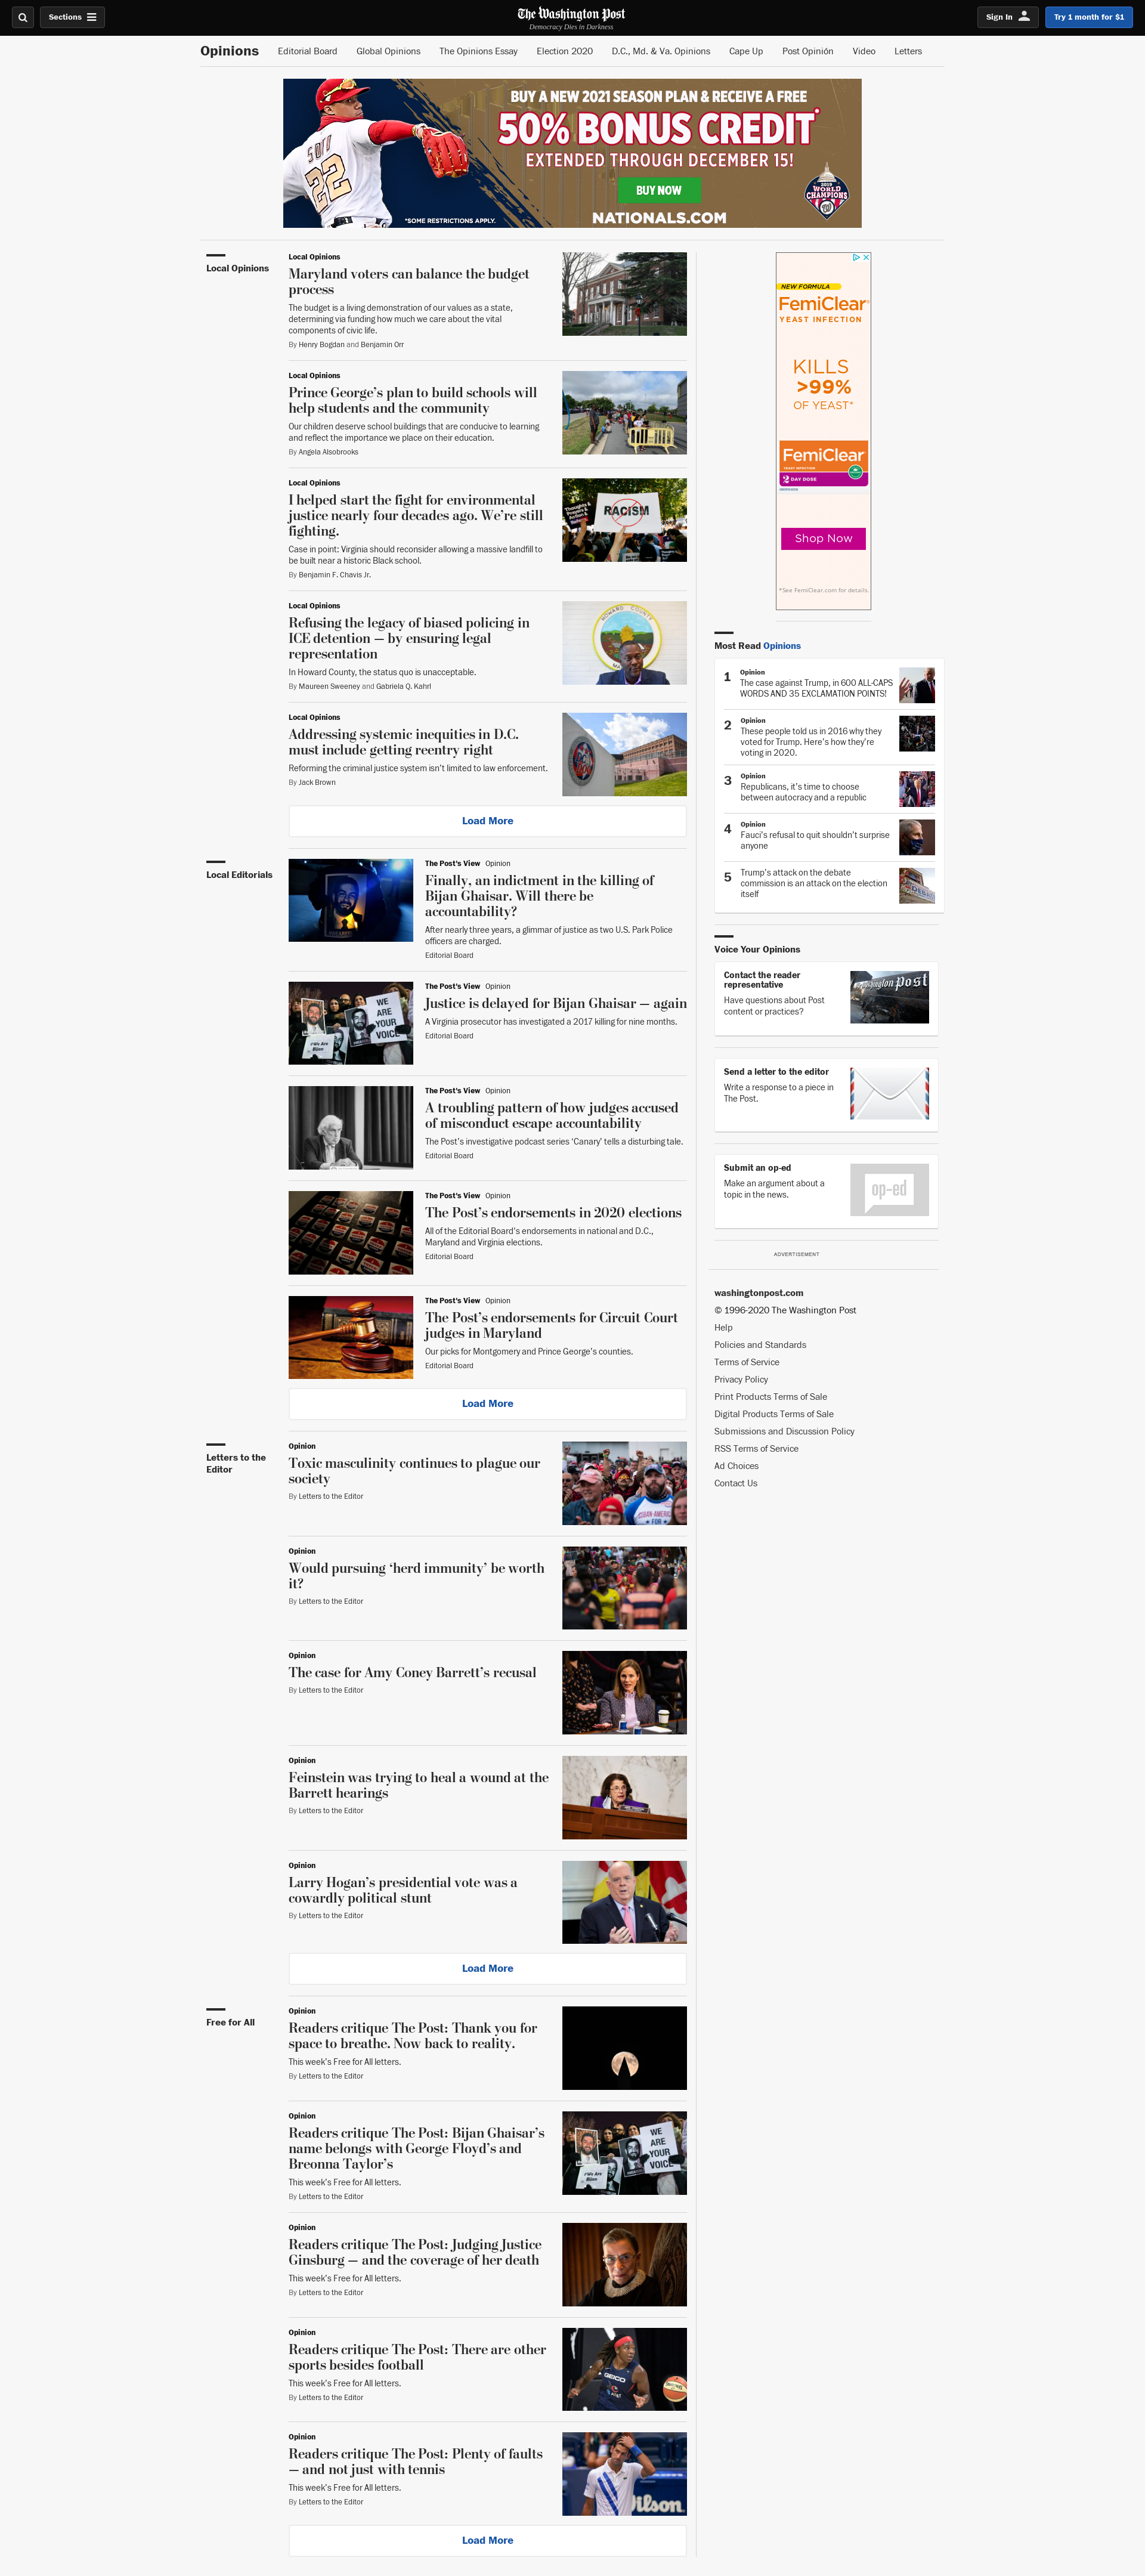 Sections
The Washington Post
Democracy Dies in Darkness
Sign In
Try 1 month for $1
Opinions
Editorial Board
Global Opinions
The Opinions Essay
Election 2020
D.C., Md. & Va. Opinions
Cape Up
Post Opinión
Video
Letters
BUY A NEW 2021 SEASON PLAN & RECEIVE A FREE
50% BONUS CREDIT*
EXTENDED THROUGH DECEMBER 15!
BUY NOW
*SOME RESTRICTIONS APPLY.
NATIONALS.COM
SOTO
22
2019
WORLD
CHAMPIONS
Local Opinions
Local Opinions
Maryland voters can balance the budget
process
The budget is a living demonstration of our values as a state,
determining via funding how much we care about the vital
components of civic life.
By Henry Bogdan and Benjamin Orr
Local Opinions
Prince George's plan to build schools will
help students and the community
Our children deserve school buildings that are conducive to learning
and reflect the importance we place on their education.
By Angela Alsobrooks
Local Opinions
I helped start the fight for environmental
justice nearly four decades ago. We're still
fighting.
Case in point: Virginia should reconsider allowing a massive landfill to
be built near a historic Black school.
By Benjamin F. Chavis Jr.
RACISM
Local Opinions
Refusing the legacy of biased policing in
ICE detention — by ensuring legal
representation
In Howard County, the status quo is unacceptable.
By Maureen Sweeney and Gabriela Q. Kahrl
Local Opinions
Addressing systemic inequities in D.C.
must include getting reentry right
Reforming the criminal justice system isn't limited to law enforcement.
By Jack Brown
Load More
Local Editorials
The Post's View Opinion
Finally, an indictment in the killing of
Bijan Ghaisar. Will there be
accountability?
After nearly three years, a glimmar of justice as two U.S. Park Police
officers are charged.
Editorial Board
The Post's View Opinion
Justice is delayed for Bijan Ghaisar — again
A Virginia prosecutor has investigated a 2017 killing for nine months.
Editorial Board
WE
ARE
YOUR
VOICE
The Post's View Opinion
A troubling pattern of how judges accused
of misconduct escape accountability
The Post's investigative podcast series 'Canary' tells a disturbing tale.
Editorial Board
The Post's View Opinion
The Post's endorsements in 2020 elections
All of the Editorial Board's endorsements in national and D.C.,
Maryland and Virginia elections.
Editorial Board
The Post's View Opinion
The Post's endorsements for Circuit Court
judges in Maryland
Our picks for Montgomery and Prince George's counties.
Editorial Board
Load More
Letters to the
Editor
Opinion
Toxic masculinity continues to plague our
society
By Letters to the Editor
Opinion
Would pursuing 'herd immunity' be worth
it?
By Letters to the Editor
Opinion
The case for Amy Coney Barrett's recusal
By Letters to the Editor
Opinion
Feinstein was trying to heal a wound at the
Barrett hearings
By Letters to the Editor
Opinion
Larry Hogan's presidential vote was a
cowardly political stunt
By Letters to the Editor
Load More
Free for All
Opinion
Readers critique The Post: Thank you for
space to breathe. Now back to reality.
This week's Free for All letters.
By Letters to the Editor
Opinion
Readers critique The Post: Bijan Ghaisar's
name belongs with George Floyd's and
Breonna Taylor's
This week's Free for All letters.
By Letters to the Editor
WE
ARE
YOUR
VOICE
Opinion
Readers critique The Post: Judging Justice
Ginsburg — and the coverage of her death
This week's Free for All letters.
By Letters to the Editor
Opinion
Readers critique The Post: There are other
sports besides football
This week's Free for All letters.
By Letters to the Editor
GEICO
Opinion
Readers critique The Post: Plenty of faults
— and not just with tennis
This week's Free for All letters.
By Letters to the Editor
Load More
NEW FORMULA
FemiClear®
YEAST INFECTION
KILLS
>99%
OF YEAST*
FemiClear
YEAST INFECTION
2 DAY DOSE
Shop Now
*See FemiClear.com for details.
Most Read Opinions
1
Opinion
The case against Trump, in 600 ALL-CAPS
WORDS AND 35 EXCLAMATION POINTS!
2
Opinion
These people told us in 2016 why they
voted for Trump. Here's how they're
voting in 2020.
3
Opinion
Republicans, it's time to choose
between autocracy and a republic
4
Opinion
Fauci's refusal to quit shouldn't surprise
anyone
5
Trump's attack on the debate
commission is an attack on the election
itself
Voice Your Opinions
Contact the reader
representative
Have questions about Post
content or practices?
Send a letter to the editor
Write a response to a piece in
The Post.
Submit an op-ed
Make an argument about a
topic in the news.
op-ed
ADVERTISEMENT
washingtonpost.com
© 1996-2020 The Washington Post
Help
Policies and Standards
Terms of Service
Privacy Policy
Print Products Terms of Sale
Digital Products Terms of Sale
Submissions and Discussion Policy
RSS Terms of Service
Ad Choices
Contact Us